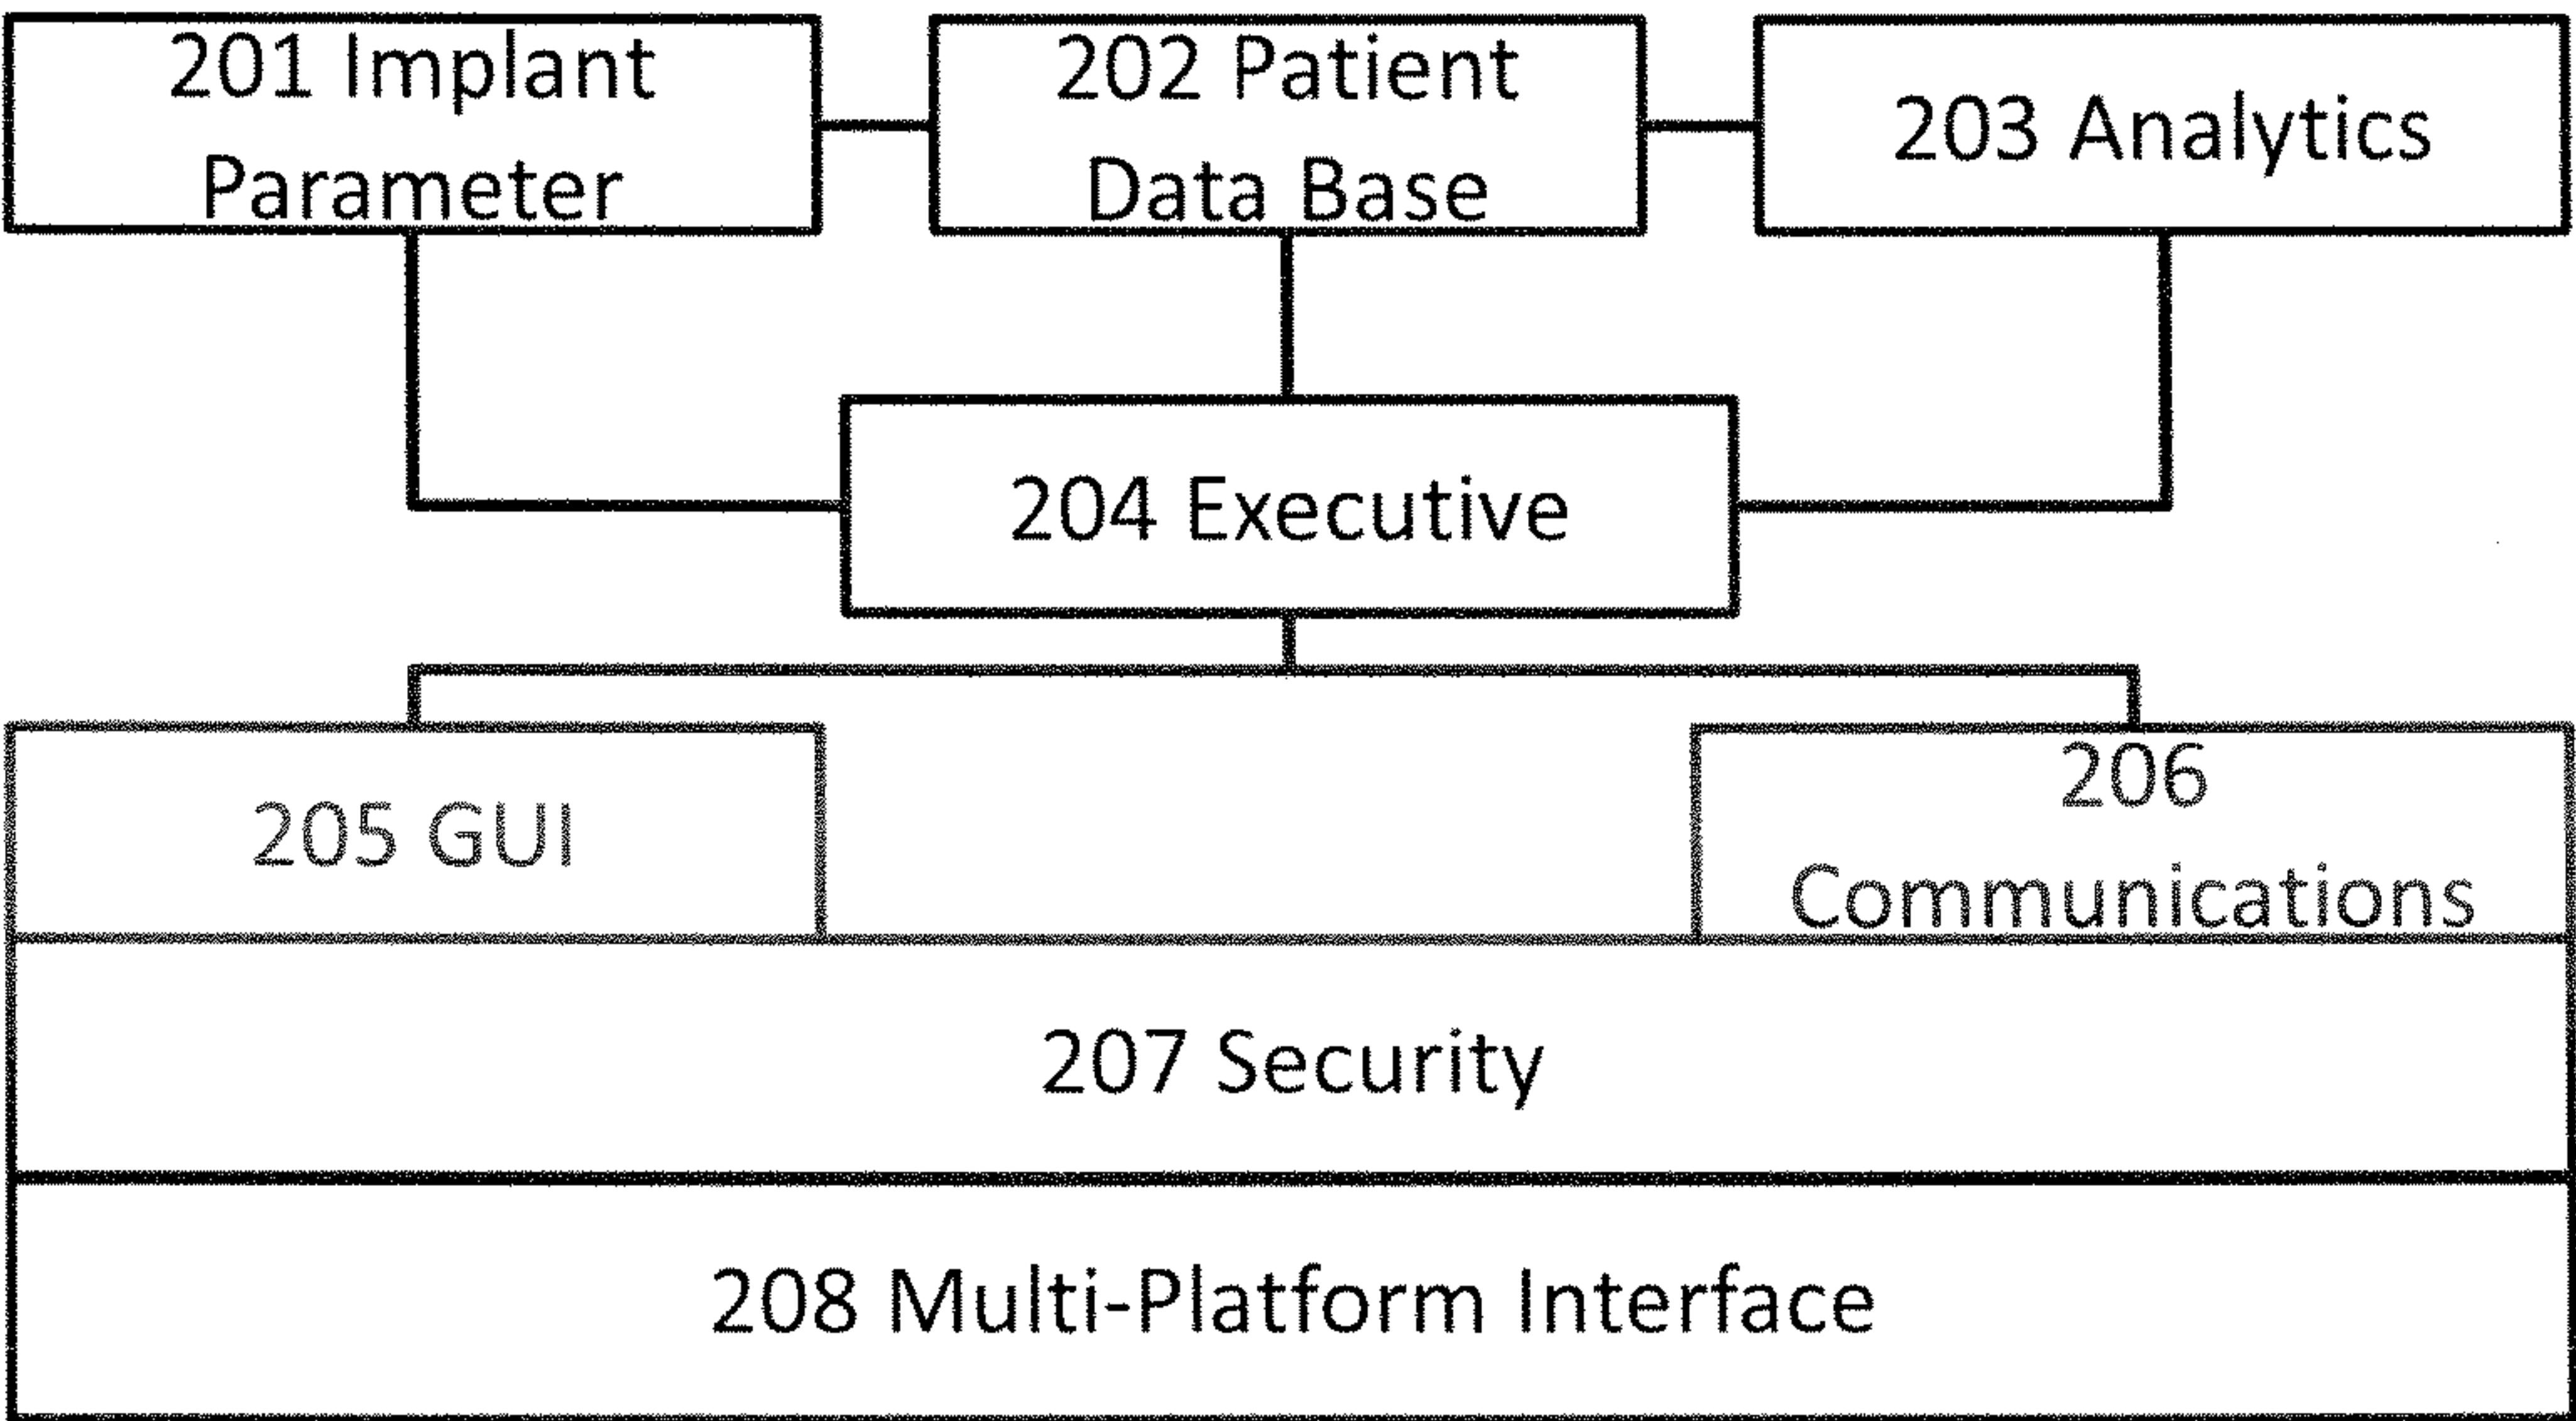 201 Implant
Parameter
202 Patient
Data Base
203 Analytics
204 Executive
205 GUI
206
Communications
207 Security
208 Multi-Platform Interface